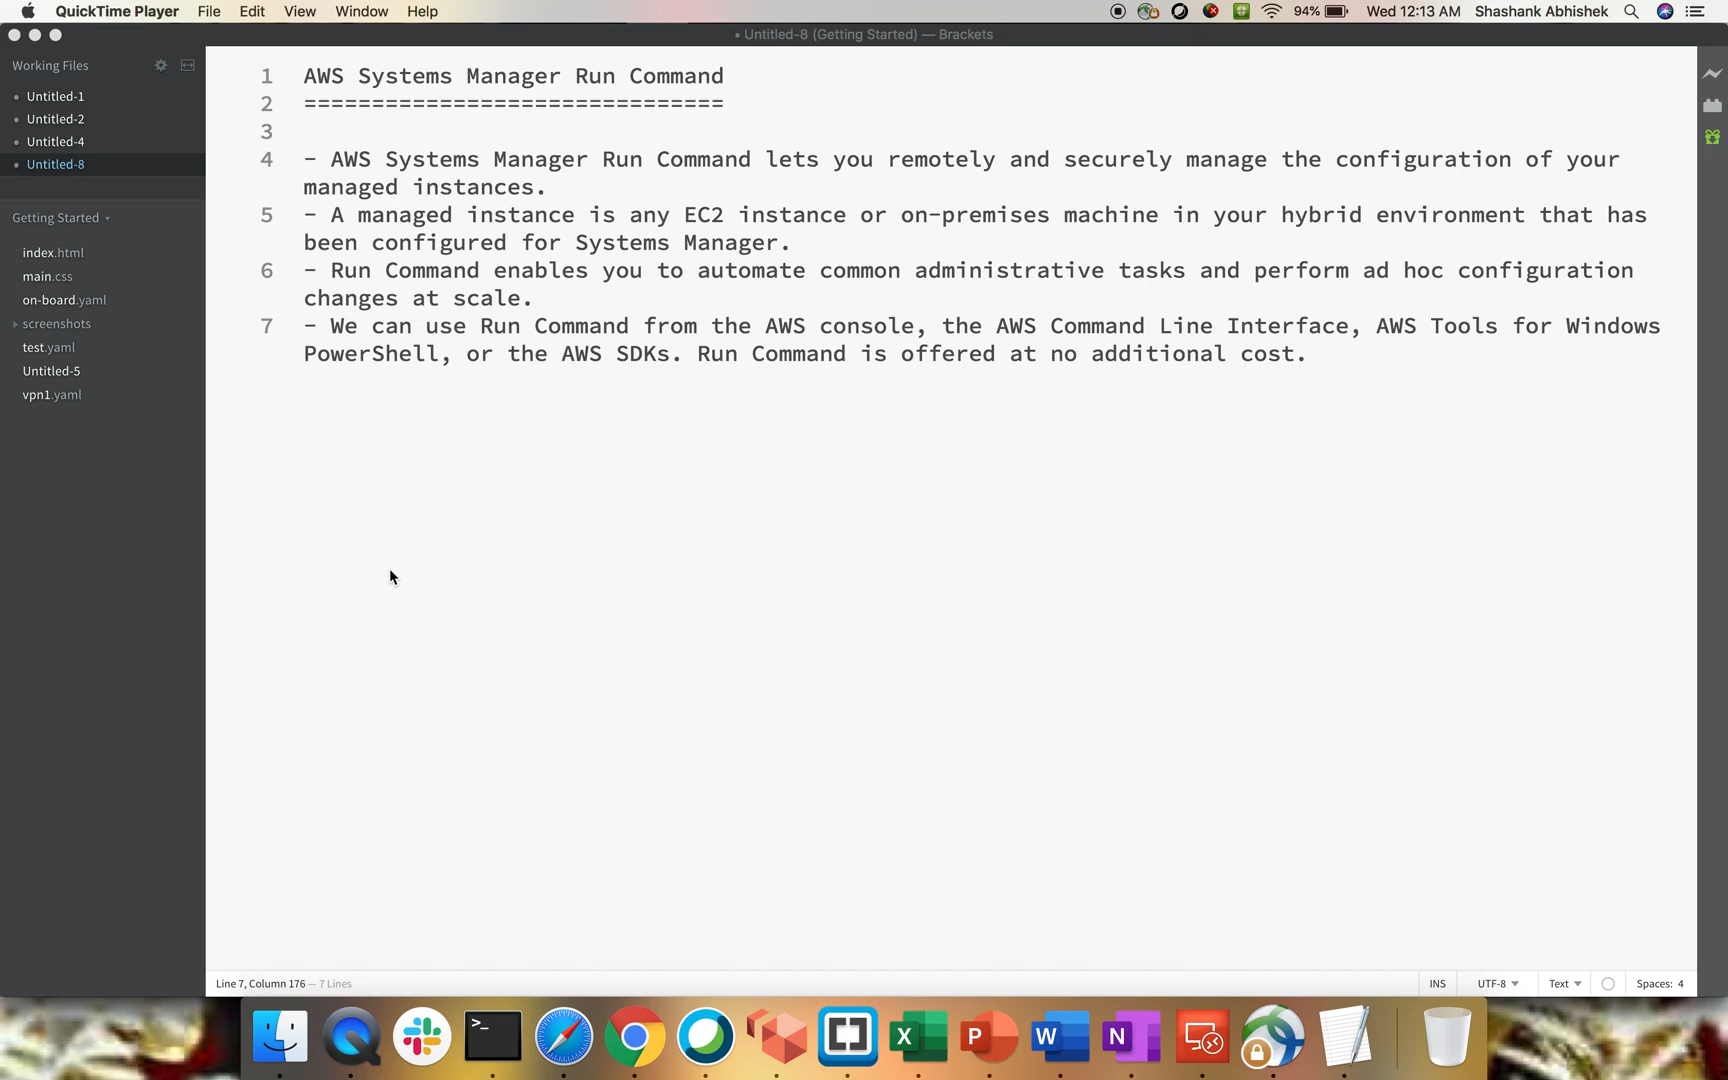 QuickTime Player File Edit View Window Help 94% Wed 12:13 AM Shashank Abhishek
• Untitled-8 (Getting Started) — Brackets
Working Files
Untitled-1
Untitled-2
Untitled-4
Untitled-8
Getting Started
index.html
main.css
on-board.yaml
screenshots
test.yaml
Untitled-5
vpn1.yaml
1 AWS Systems Manager Run Command
2 ===============================
3
4 - AWS Systems Manager Run Command lets you remotely and securely manage the configuration of your
managed instances.
5 - A managed instance is any EC2 instance or on-premises machine in your hybrid environment that has
been configured for Systems Manager.
6 - Run Command enables you to automate common administrative tasks and perform ad hoc configuration
changes at scale.
7 - We can use Run Command from the AWS console, the AWS Command Line Interface, AWS Tools for Windows
PowerShell, or the AWS SDKs. Run Command is offered at no additional cost.
Line 7, Column 176 — 7 Lines
INS UTF-8 Text Spaces: 4
>_ X P W N